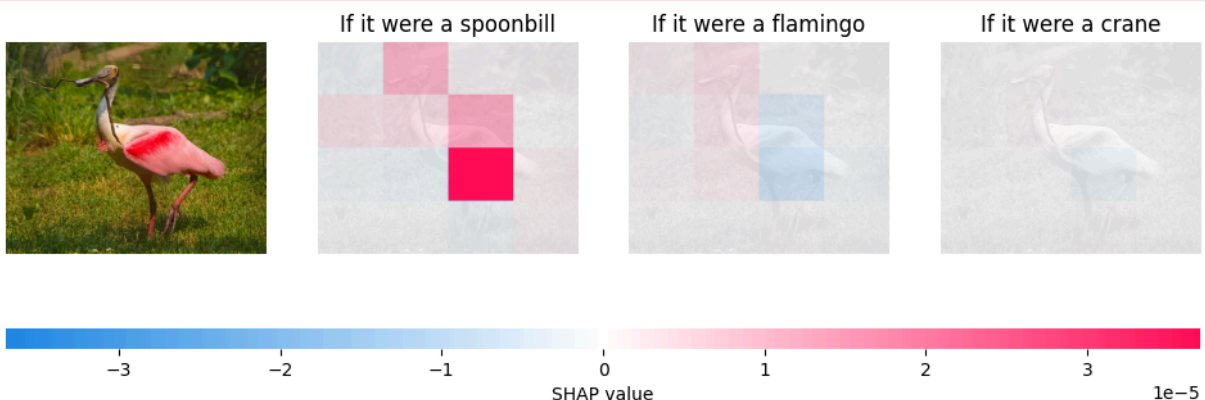 If it were a spoonbill
If it were a flamingo
If it were a crane
−3 −2 −1 0 1 2 3
SHAP value
1e−5